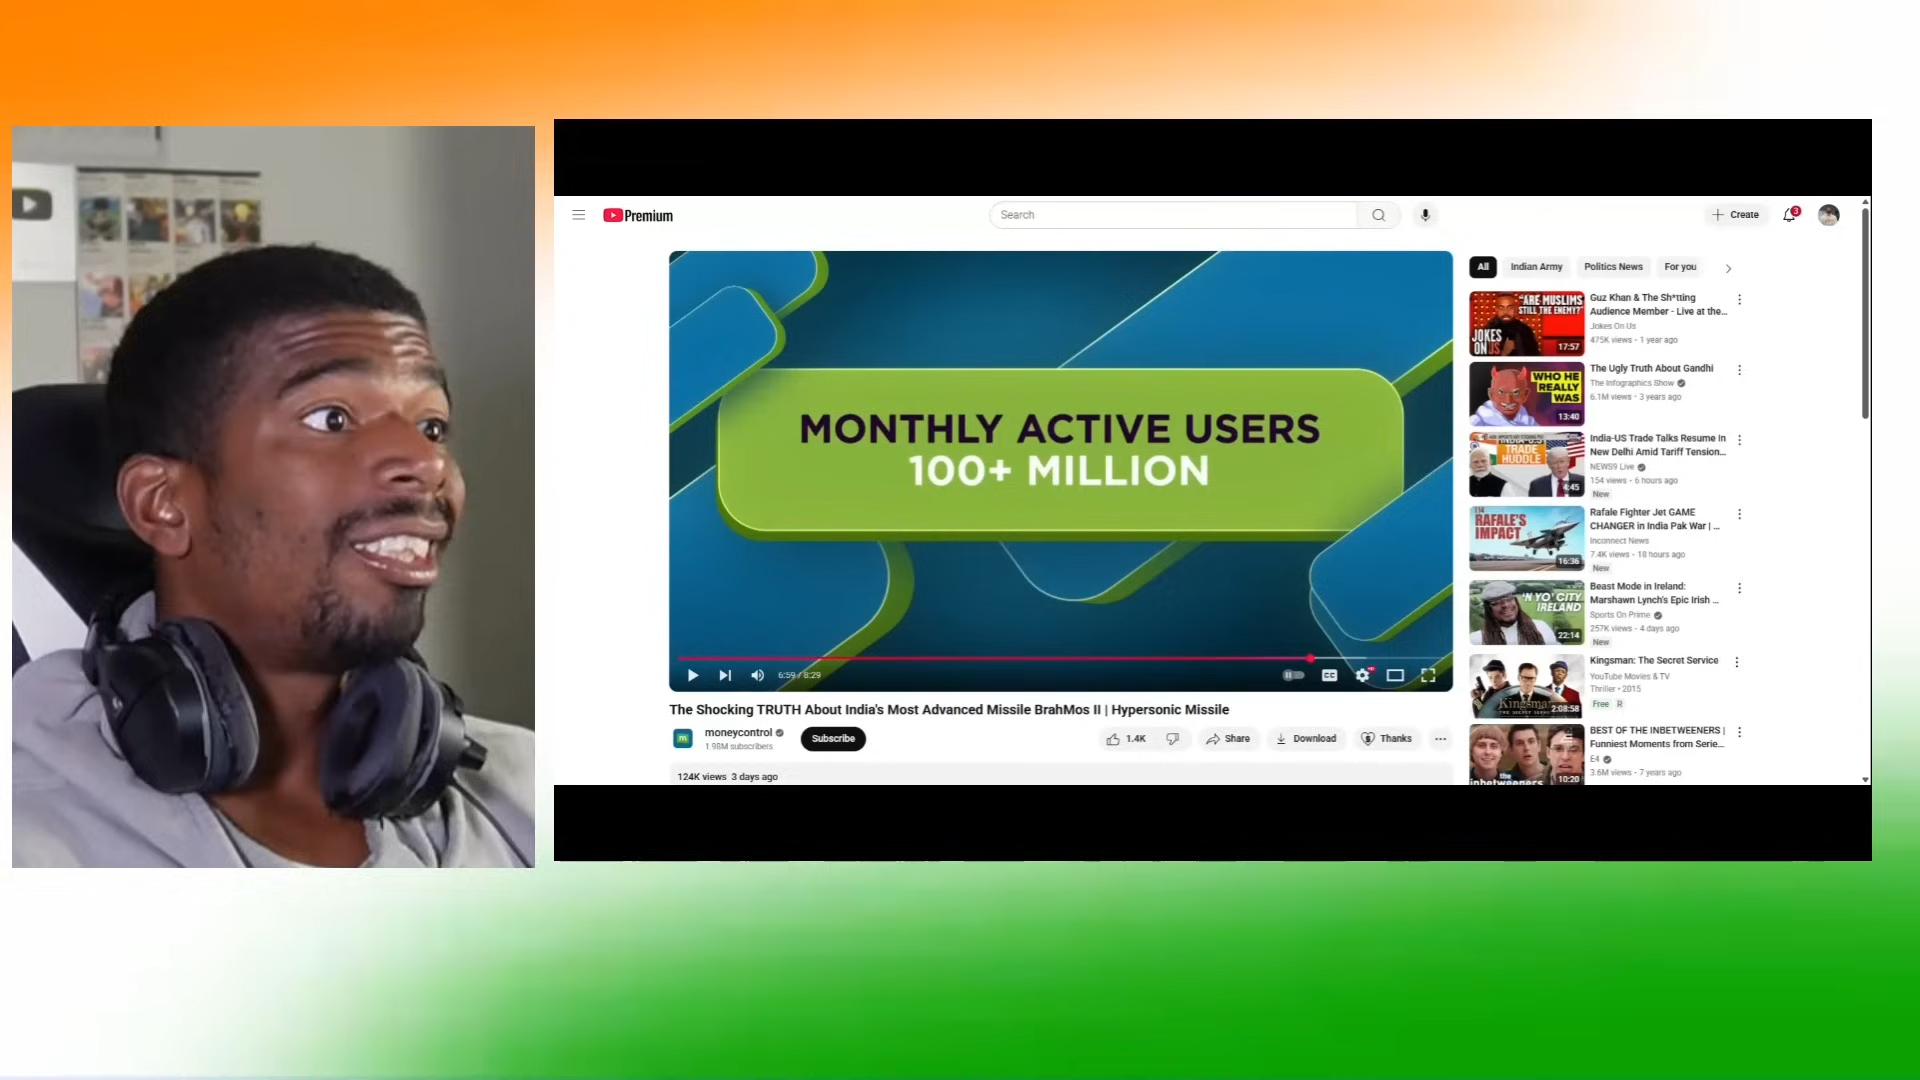 Premium
Search
Create
3
MONTHLY ACTIVE USERS
100+ MILLION
6:59 / 8:29
The Shocking TRUTH About India's Most Advanced Missile BrahMos II | Hypersonic Missile
moneycontrol
1.98M subscribers
Subscribe
1.4K
Share
Download
Thanks
124K views 3 days ago
All
Indian Army
Politics News
For you
"ARE MUSLIMS
STILL THE ENEMY?"
JOKES
ON US
17:57
Guz Khan & The Sh*tting
Audience Member - Live at the...
Jokes On Us
475K views - 1 year ago
WHO HE
REALLY
WAS
13:40
The Ugly Truth About Gandhi
The Infographics Show
6.1M views - 3 years ago
TRADE
HUDDLE
4:45
India-US Trade Talks Resume In
New Delhi Amid Tariff Tension...
NEWS9 Live
154 views - 6 hours ago
New
RAFALE'S
IMPACT
16:36
Rafale Fighter Jet GAME
CHANGER in India Pak War | ...
Inconnect News
7.4K views - 18 hours ago
New
'N YO' CITY
IRELAND
22:14
Beast Mode in Ireland:
Marshawn Lynch's Epic Irish ...
Sports On Prime
257K views - 4 days ago
New
Kingsman
2:08:58
Kingsman: The Secret Service
YouTube Movies & TV
Thriller - 2015
Free R
the
inbetweeners
10:20
BEST OF THE INBETWEENERS |
Funniest Moments from Serie...
E4
3.6M views - 7 years ago